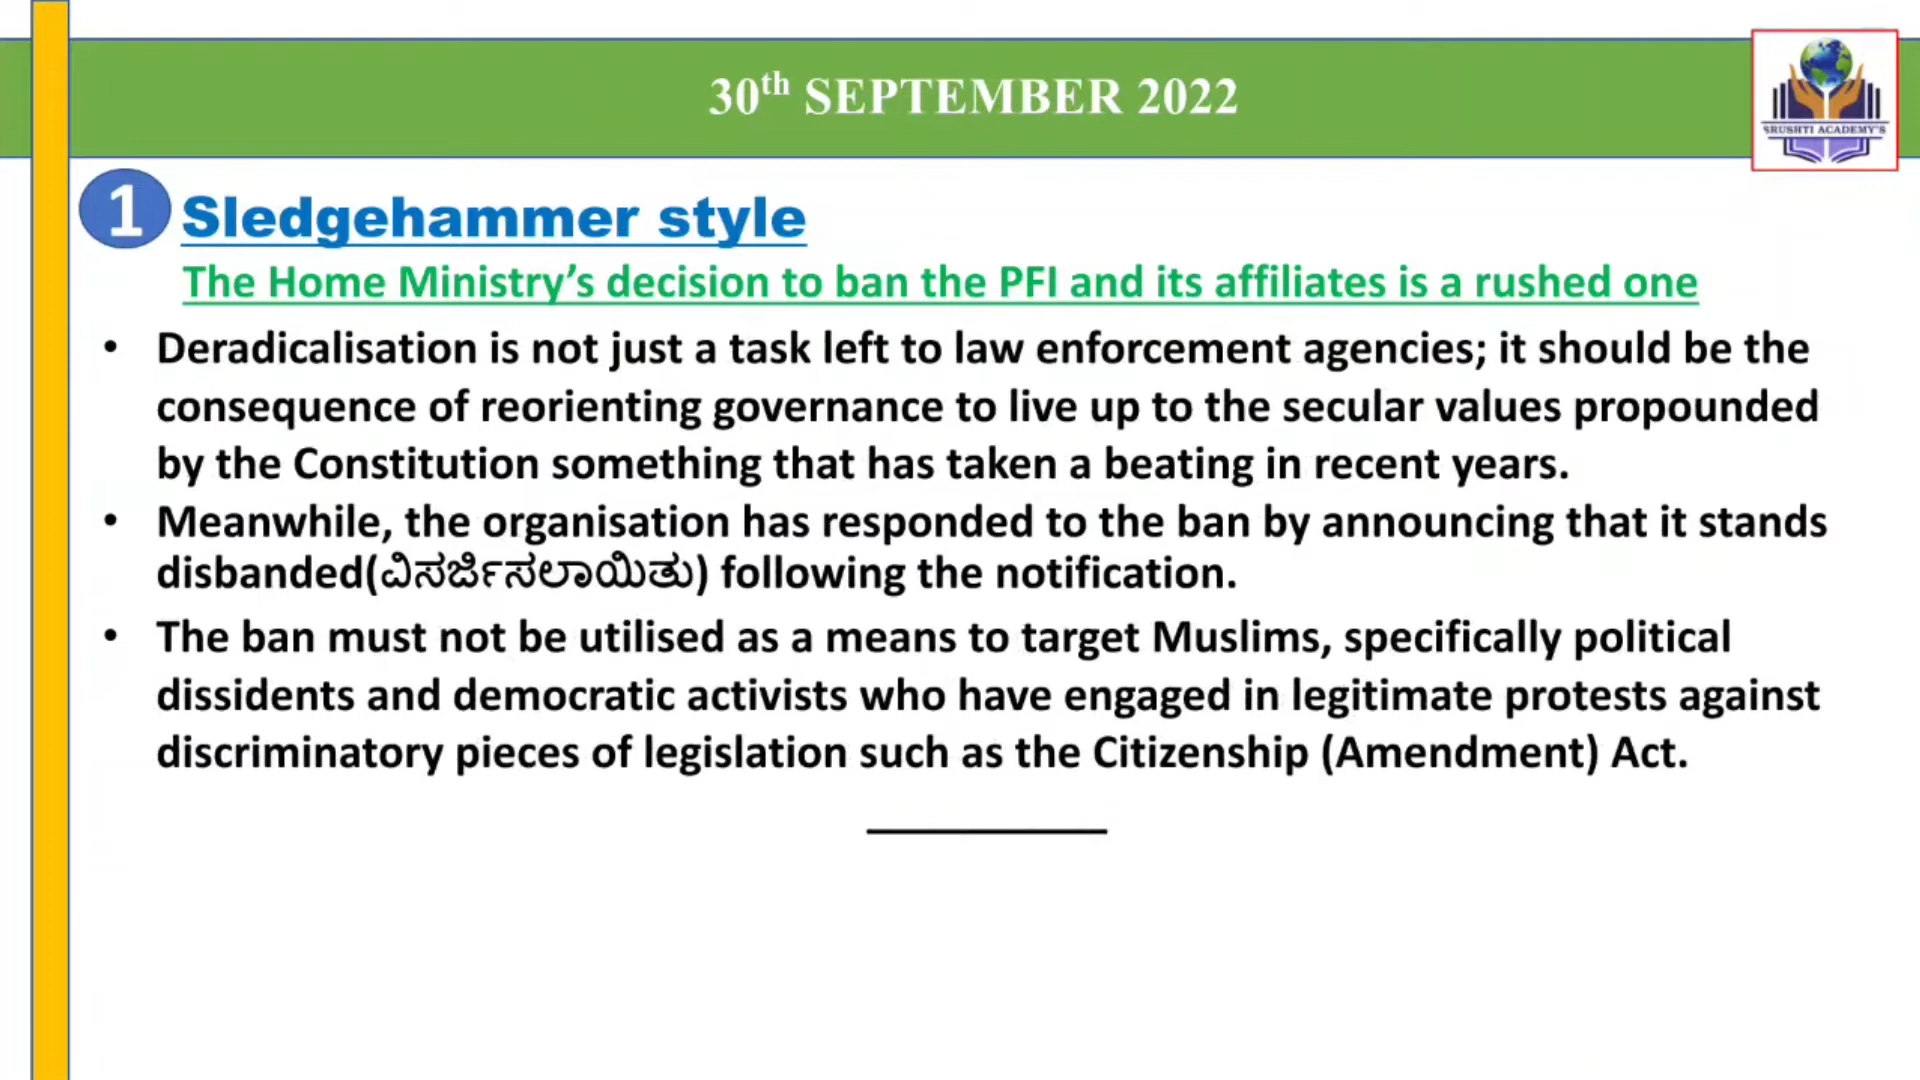 30th SEPTEMBER 2022
SRUSHTI ACADEMY'S
1 Sledgehammer style
The Home Ministry’s decision to ban the PFI and its affiliates is a rushed one
• Deradicalisation is not just a task left to law enforcement agencies; it should be the
consequence of reorienting governance to live up to the secular values propounded
by the Constitution something that has taken a beating in recent years.
• Meanwhile, the organisation has responded to the ban by announcing that it stands
disbanded(ವಿಸರ್ಜಿಸಲಾಯಿತು) following the notification.
• The ban must not be utilised as a means to target Muslims, specifically political
dissidents and democratic activists who have engaged in legitimate protests against
discriminatory pieces of legislation such as the Citizenship (Amendment) Act.